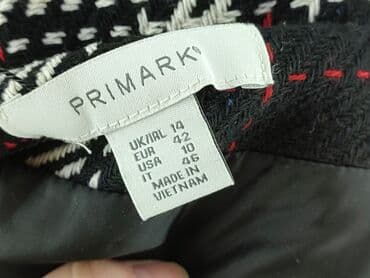 PRIMARK
UK/IRL 14
EUR 42
USA 10
IT 46
MADE IN
VIETNAM